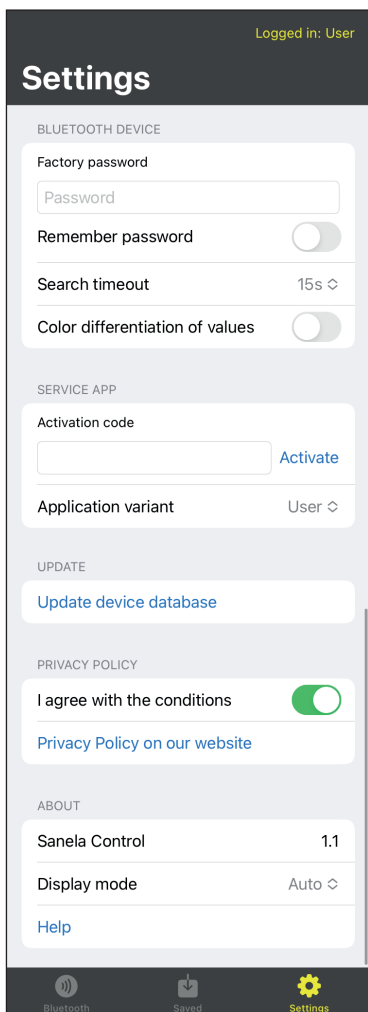 Logged in: User
Settings
BLUETOOTH DEVICE
Factory password
Password
Remember password
Search timeout 15s
Color differentiation of values
SERVICE APP
Activation code
Activate
Application variant User
UPDATE
Update device database
PRIVACY POLICY
I agree with the conditions
Privacy Policy on our website
ABOUT
Sanela Control 1.1
Display mode Auto
Help
Bluetooth Saved Settings